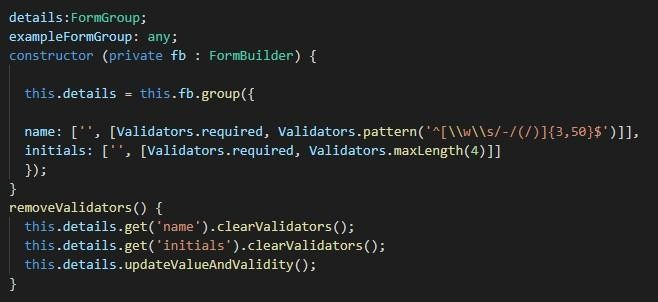 details:FormGroup;
exampleFormGroup: any;
constructor (private fb : FormBuilder) {
this.details = this.fb.group({
name: ['', [Validators.required, Validators.pattern('^[\\w\\s/-/(/)]{3,50}$')]],
initials: ['', [Validators.required, Validators.maxLength(4)]]
});
}
removeValidators() {
this.details.get('name').clearValidators();
this.details.get('initials').clearValidators();
this.details.updateValueAndValidity();
}